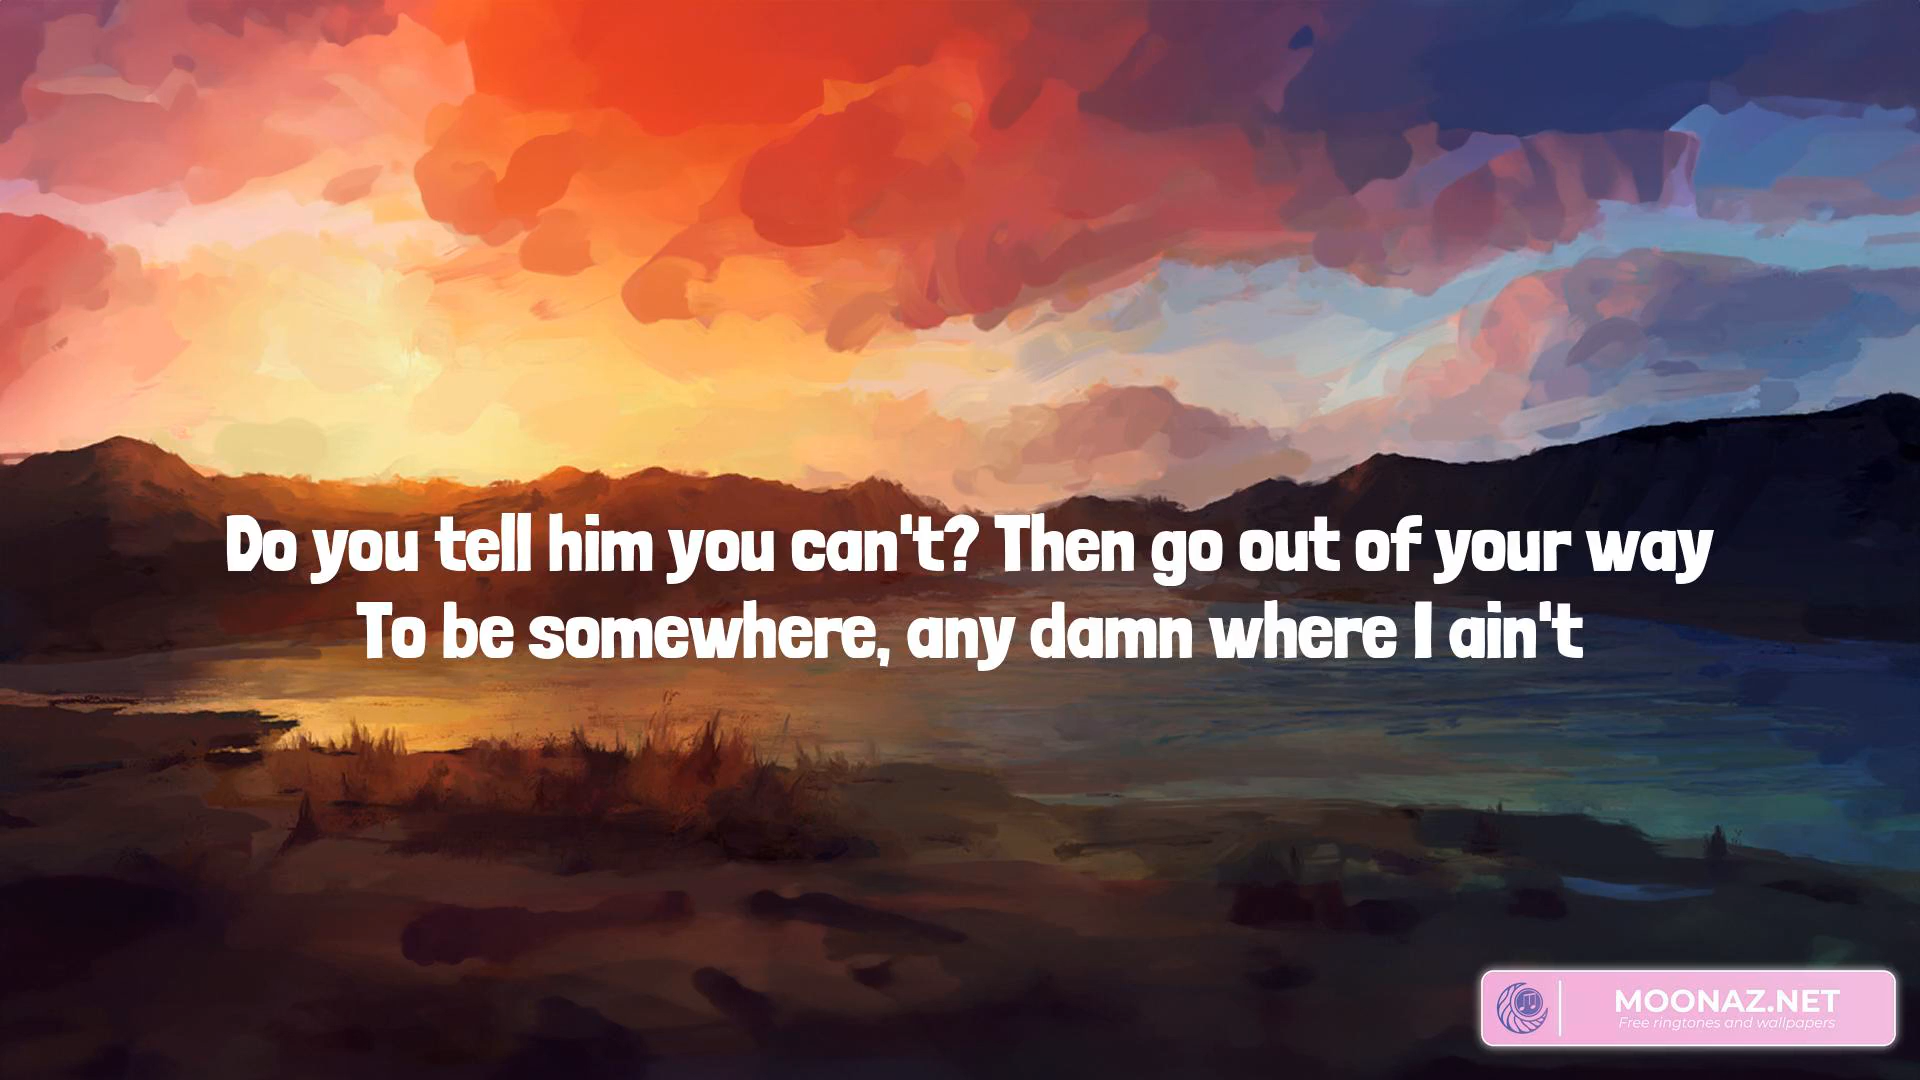 Do you tell him you can't? Then go out of your way
To be somewhere, any damn where I ain't
MOONAZ.NET
Free ringtones and wallpapers